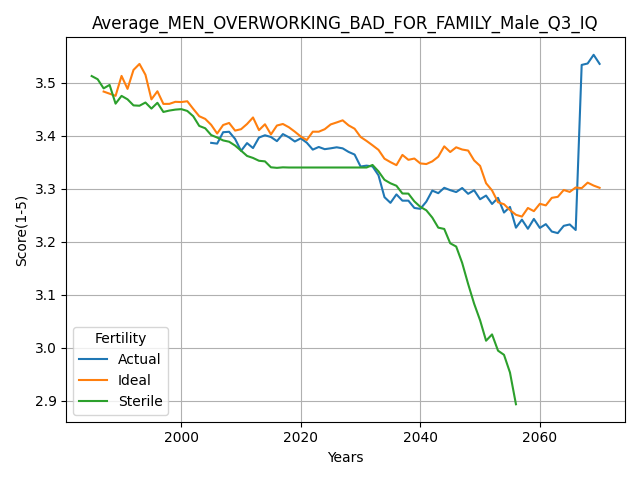 Average_MEN_OVERWORKING_BAD_FOR_FAMILY_Male_Q3_IQ
3.5
3.4
3.3
3.2
3.1
3.0
2.9
Score(1-5)
Fertility
Actual
Ideal
Sterile
2000 2020 2040 2060
Years